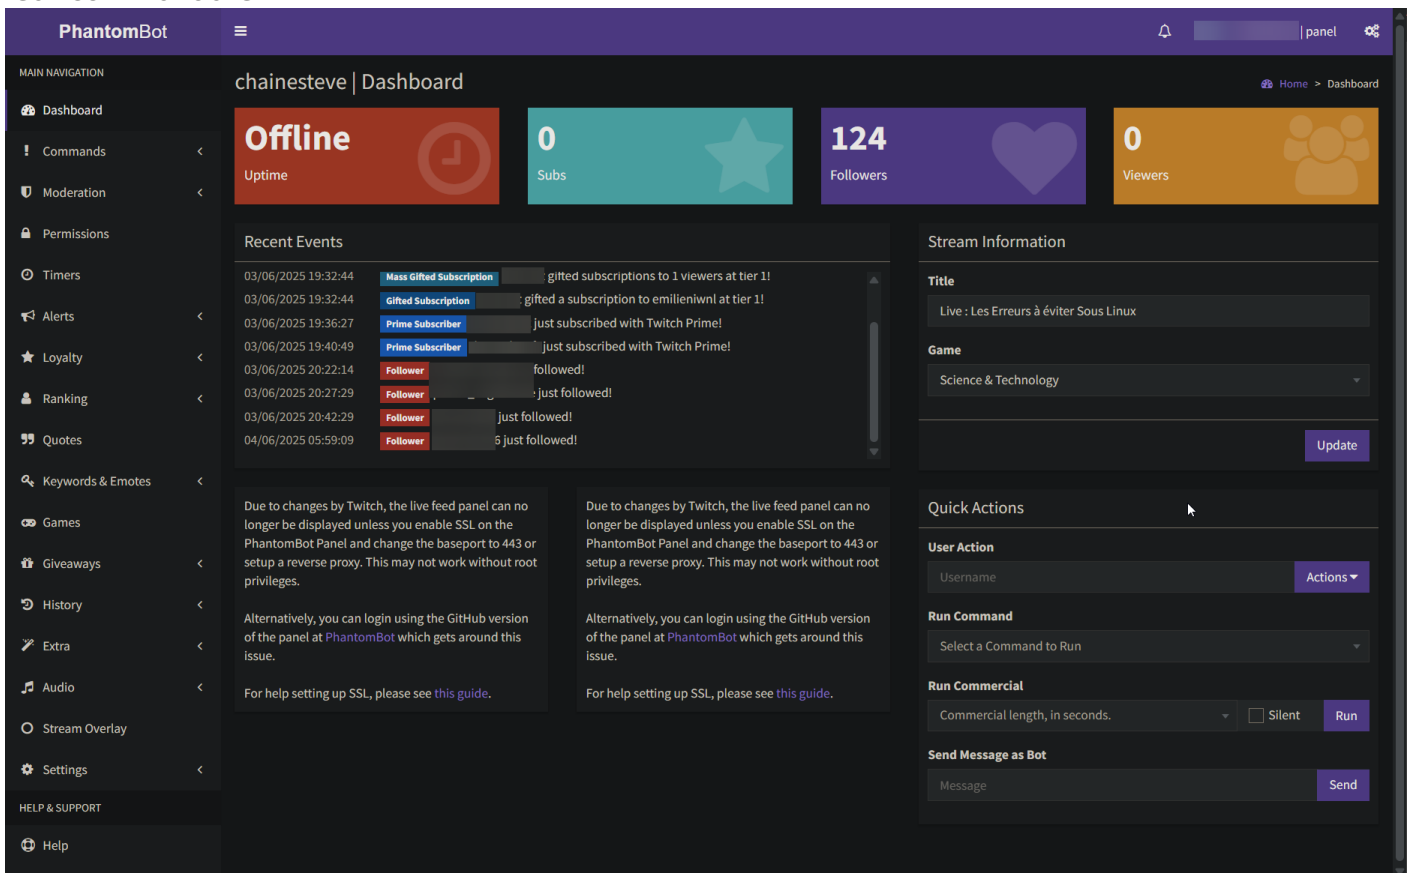 PhantomBot
| panel
MAIN NAVIGATION
Dashboard
Commands
Moderation
Permissions
Timers
Alerts
Loyalty
Ranking
Quotes
Keywords & Emotes
Games
Giveaways
History
Extra
Audio
Stream Overlay
Settings
HELP & SUPPORT
Help
chainesteve | Dashboard
Home > Dashboard
Offline
Uptime
0
Subs
124
Followers
0
Viewers
Recent Events
03/06/2025 19:32:44 Mass Gifted Subscription gifted subscriptions to 1 viewers at tier 1!
03/06/2025 19:32:44 Gifted Subscription gifted a subscription to emilieniwnl at tier 1!
03/06/2025 19:36:27 Prime Subscriber just subscribed with Twitch Prime!
03/06/2025 19:40:49 Prime Subscriber just subscribed with Twitch Prime!
03/06/2025 20:22:14 Follower followed!
03/06/2025 20:27:29 Follower just followed!
03/06/2025 20:42:29 Follower just followed!
04/06/2025 05:59:09 Follower 6 just followed!
Due to changes by Twitch, the live feed panel can no
longer be displayed unless you enable SSL on the
PhantomBot Panel and change the baseport to 443 or
setup a reverse proxy. This may not work without root
privileges.
Alternatively, you can login using the GitHub version
of the panel at PhantomBot which gets around this
issue.
For help setting up SSL, please see this guide.
Due to changes by Twitch, the live feed panel can no
longer be displayed unless you enable SSL on the
PhantomBot Panel and change the baseport to 443 or
setup a reverse proxy. This may not work without root
privileges.
Alternatively, you can login using the GitHub version
of the panel at PhantomBot which gets around this
issue.
For help setting up SSL, please see this guide.
Stream Information
Title
Live : Les Erreurs à éviter Sous Linux
Game
Science & Technology
Update
Quick Actions
User Action
Username
Actions
Run Command
Select a Command to Run
Run Commercial
Commercial length, in seconds.
Silent
Run
Send Message as Bot
Message
Send